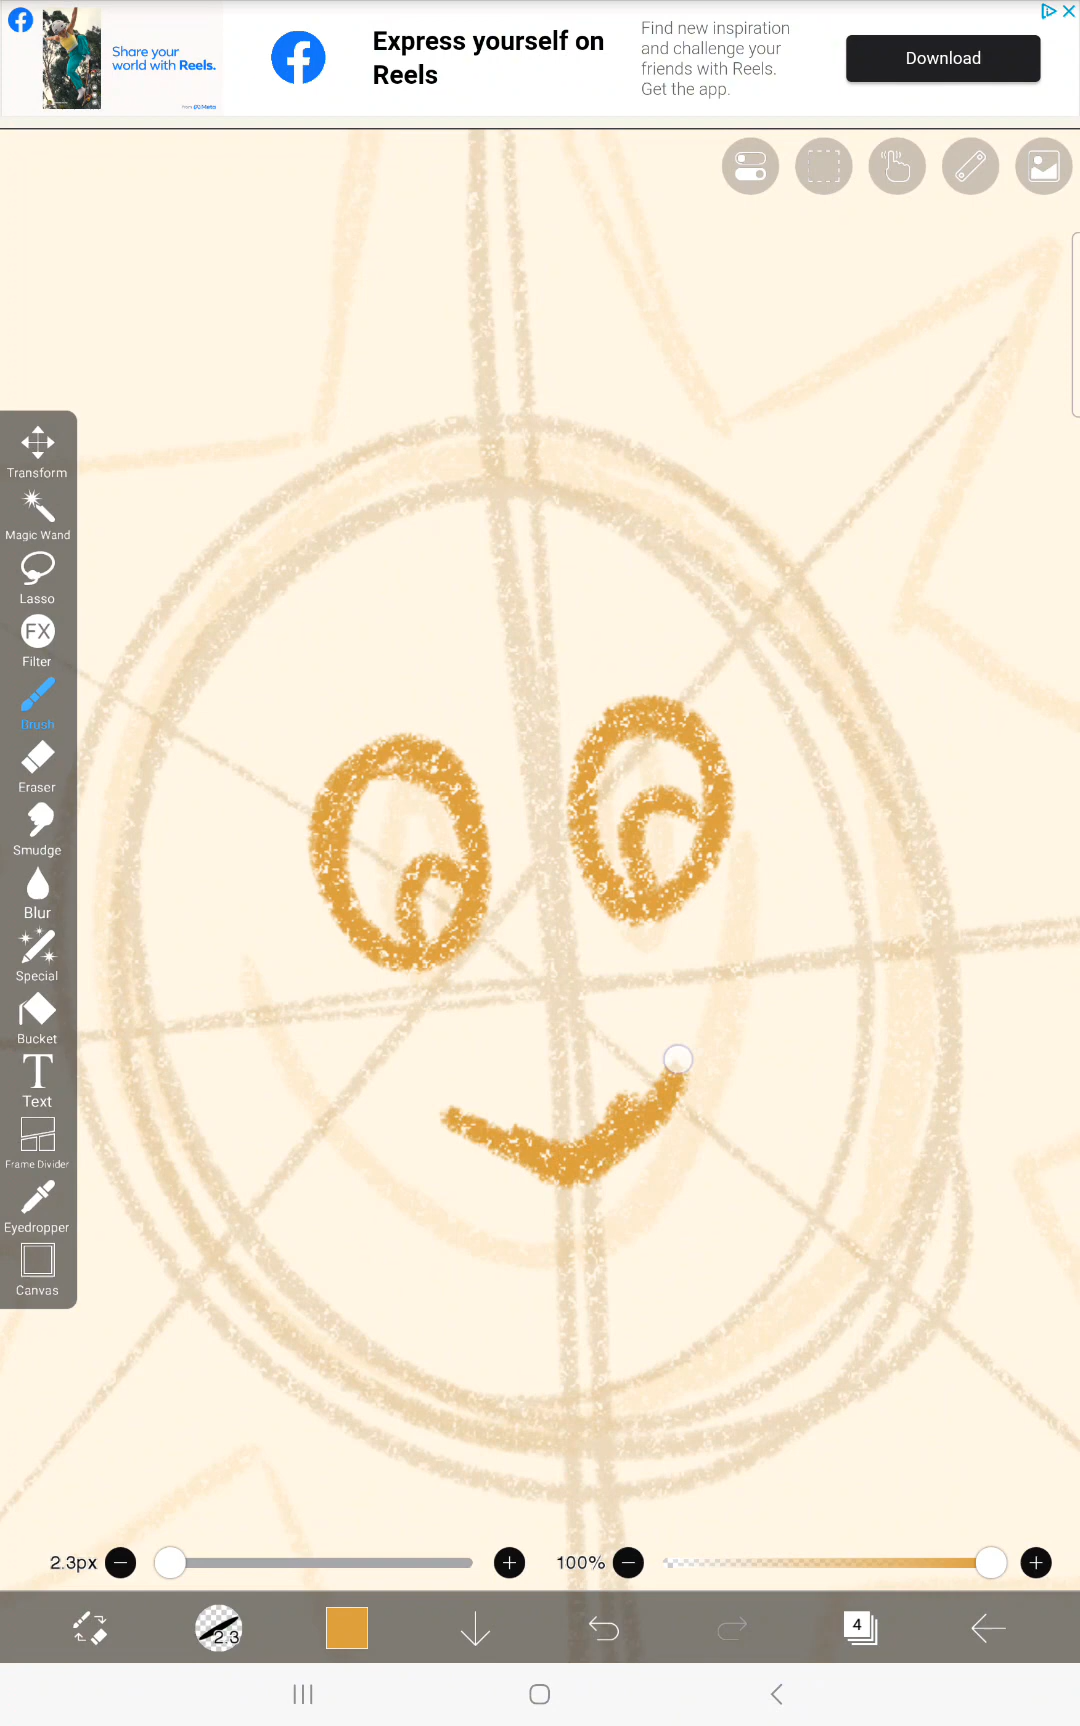 Share your
world with Reels.
from Meta
Express yourself on
Reels
Find new inspiration
and challenge your
friends with Reels.
Get the app.
Download
Transform
Magic Wand
Lasso
FX
Filter
Brush
Eraser
Smudge
Blur
Special
Bucket
T
Text
Frame Divider
Eyedropper
Canvas
2.3px
100%
2.3
4